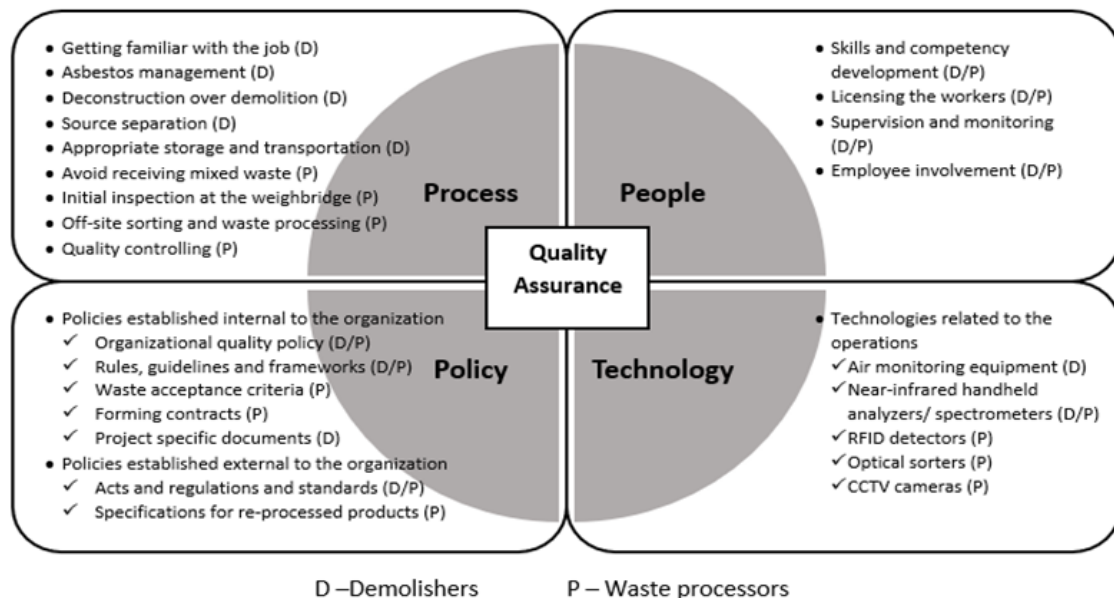 • Getting familiar with the job (D)
• Asbestos management (D)
• Deconstruction over demolition (D)
• Source separation (D)
• Appropriate storage and transportation (D)
• Avoid receiving mixed waste (P)
• Initial inspection at the weighbridge (P)
• Off-site sorting and waste processing (P)
• Quality controlling (P)
Process
• Skills and competency
development (D/P)
• Licensing the workers (D/P)
• Supervision and monitoring
(D/P)
• Employee involvement (D/P)
People
Quality
Assurance
• Policies established internal to the organization
✓ Organizational quality policy (D/P)
✓ Rules, guidelines and frameworks (D/P)
✓ Waste acceptance criteria (P)
✓ Forming contracts (P)
✓ Project specific documents (D)
• Policies established external to the organization
✓ Acts and regulations and standards (D/P)
✓ Specifications for re-processed products (P)
Policy
• Technologies related to the
operations
✓Air monitoring equipment (D)
✓Near-infrared handheld
analyzers/ spectrometers (D/P)
✓RFID detectors (P)
✓Optical sorters (P)
✓CCTV cameras (P)
Technology
D –Demolishers P – Waste processors